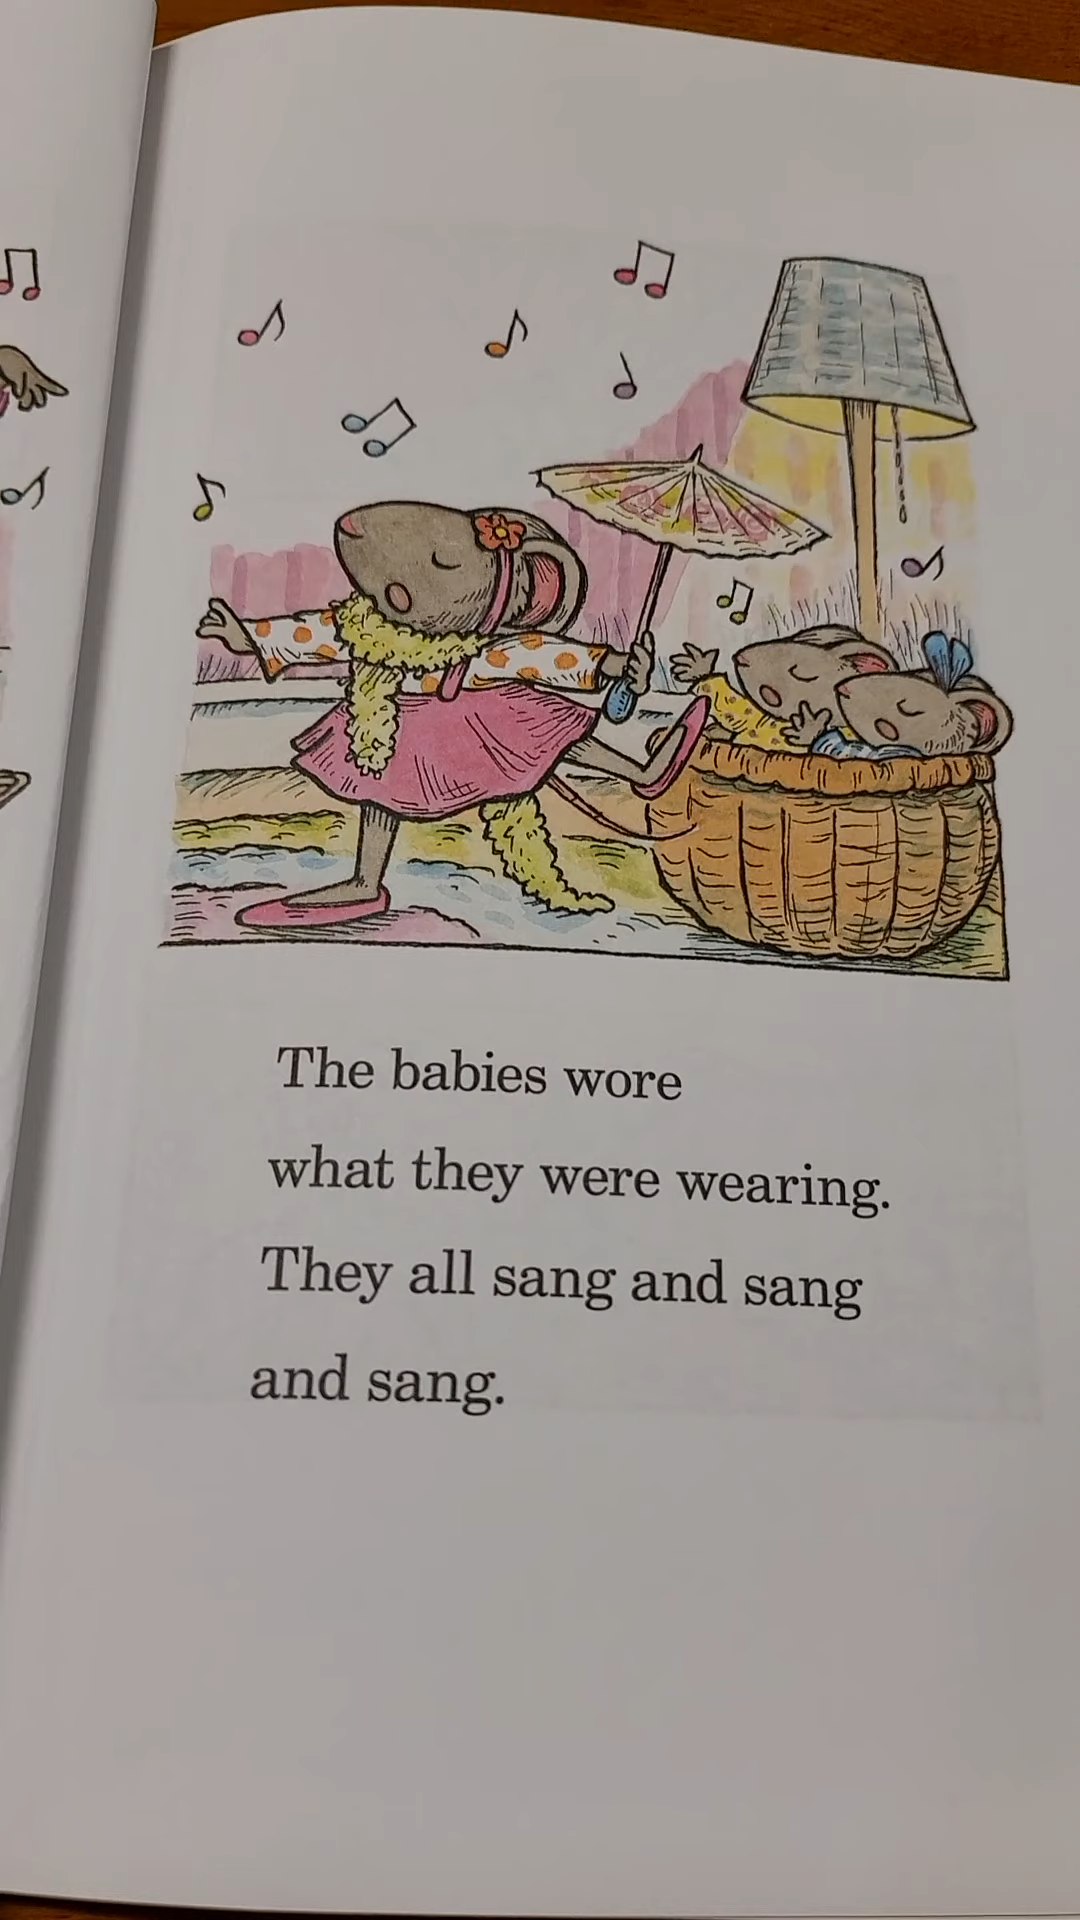 The babies wore
what they were wearing.
They all sang and sang
and sang.